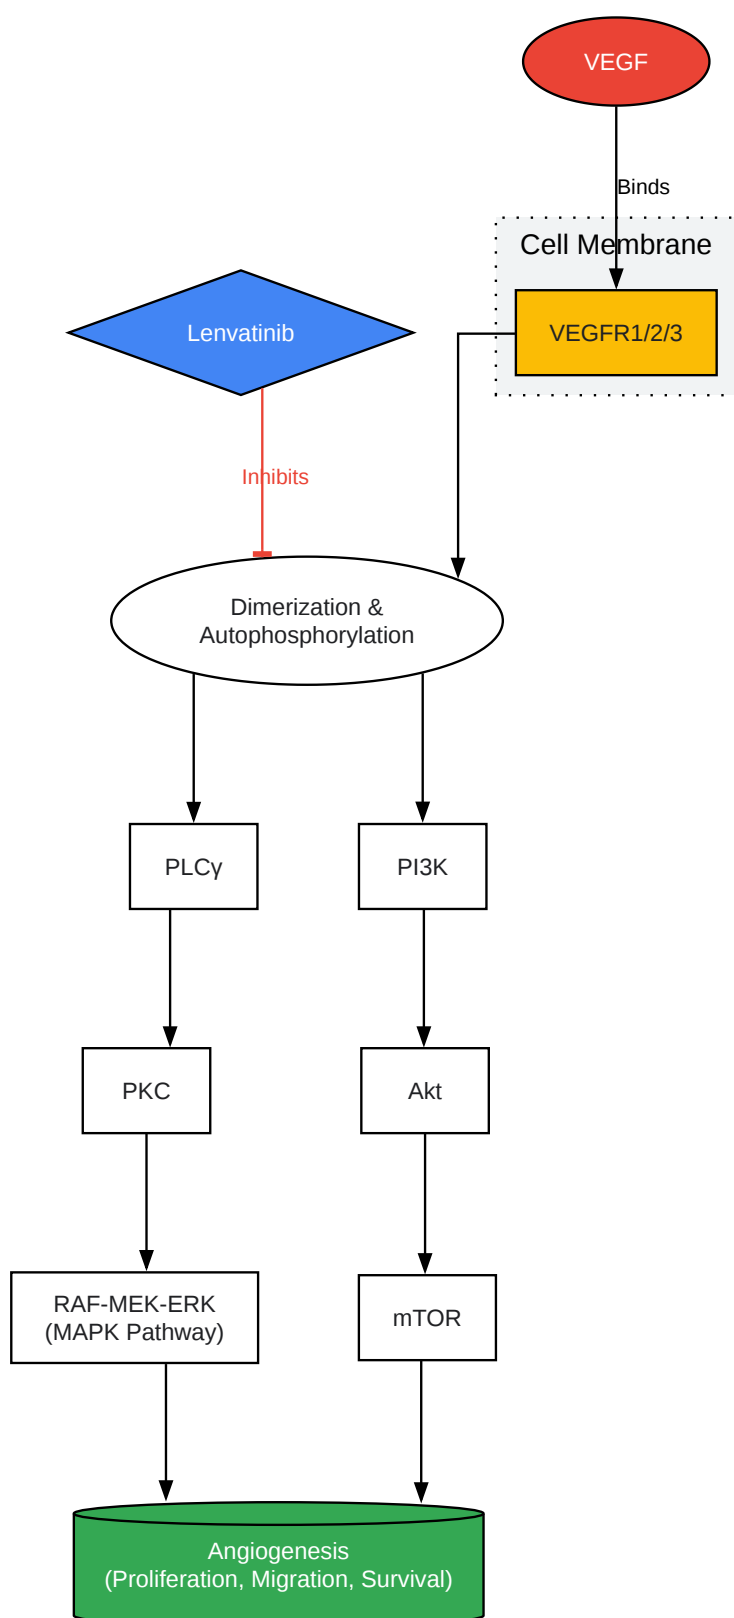 VEGF
Binds
Cell Membrane
VEGFR1/2/3
Lenvatinib
Inhibits
Dimerization &
Autophosphorylation
PLCγ
PI3K
PKC
Akt
RAF-MEK-ERK
(MAPK Pathway)
mTOR
Angiogenesis
(Proliferation, Migration, Survival)